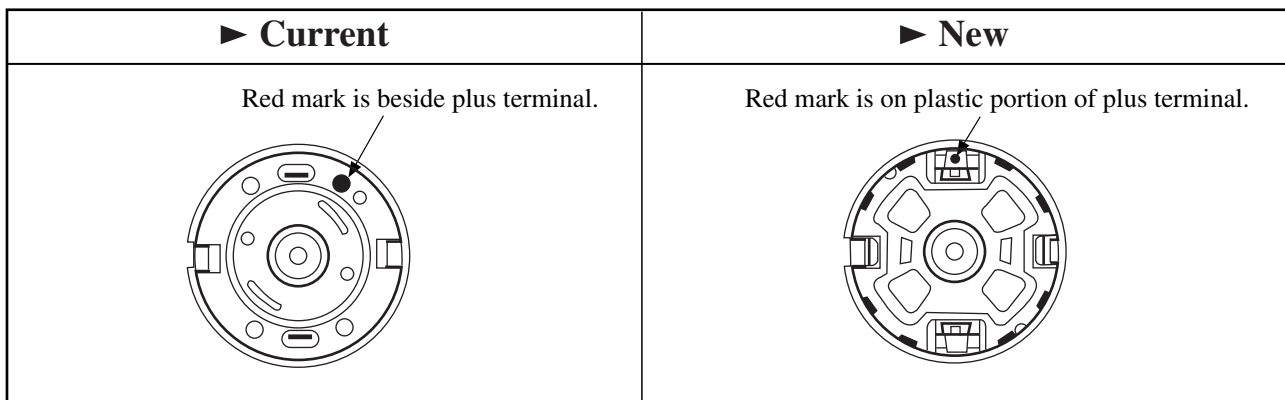 ► Current
► New
Red mark is beside plus terminal.
Red mark is on plastic portion of plus terminal.